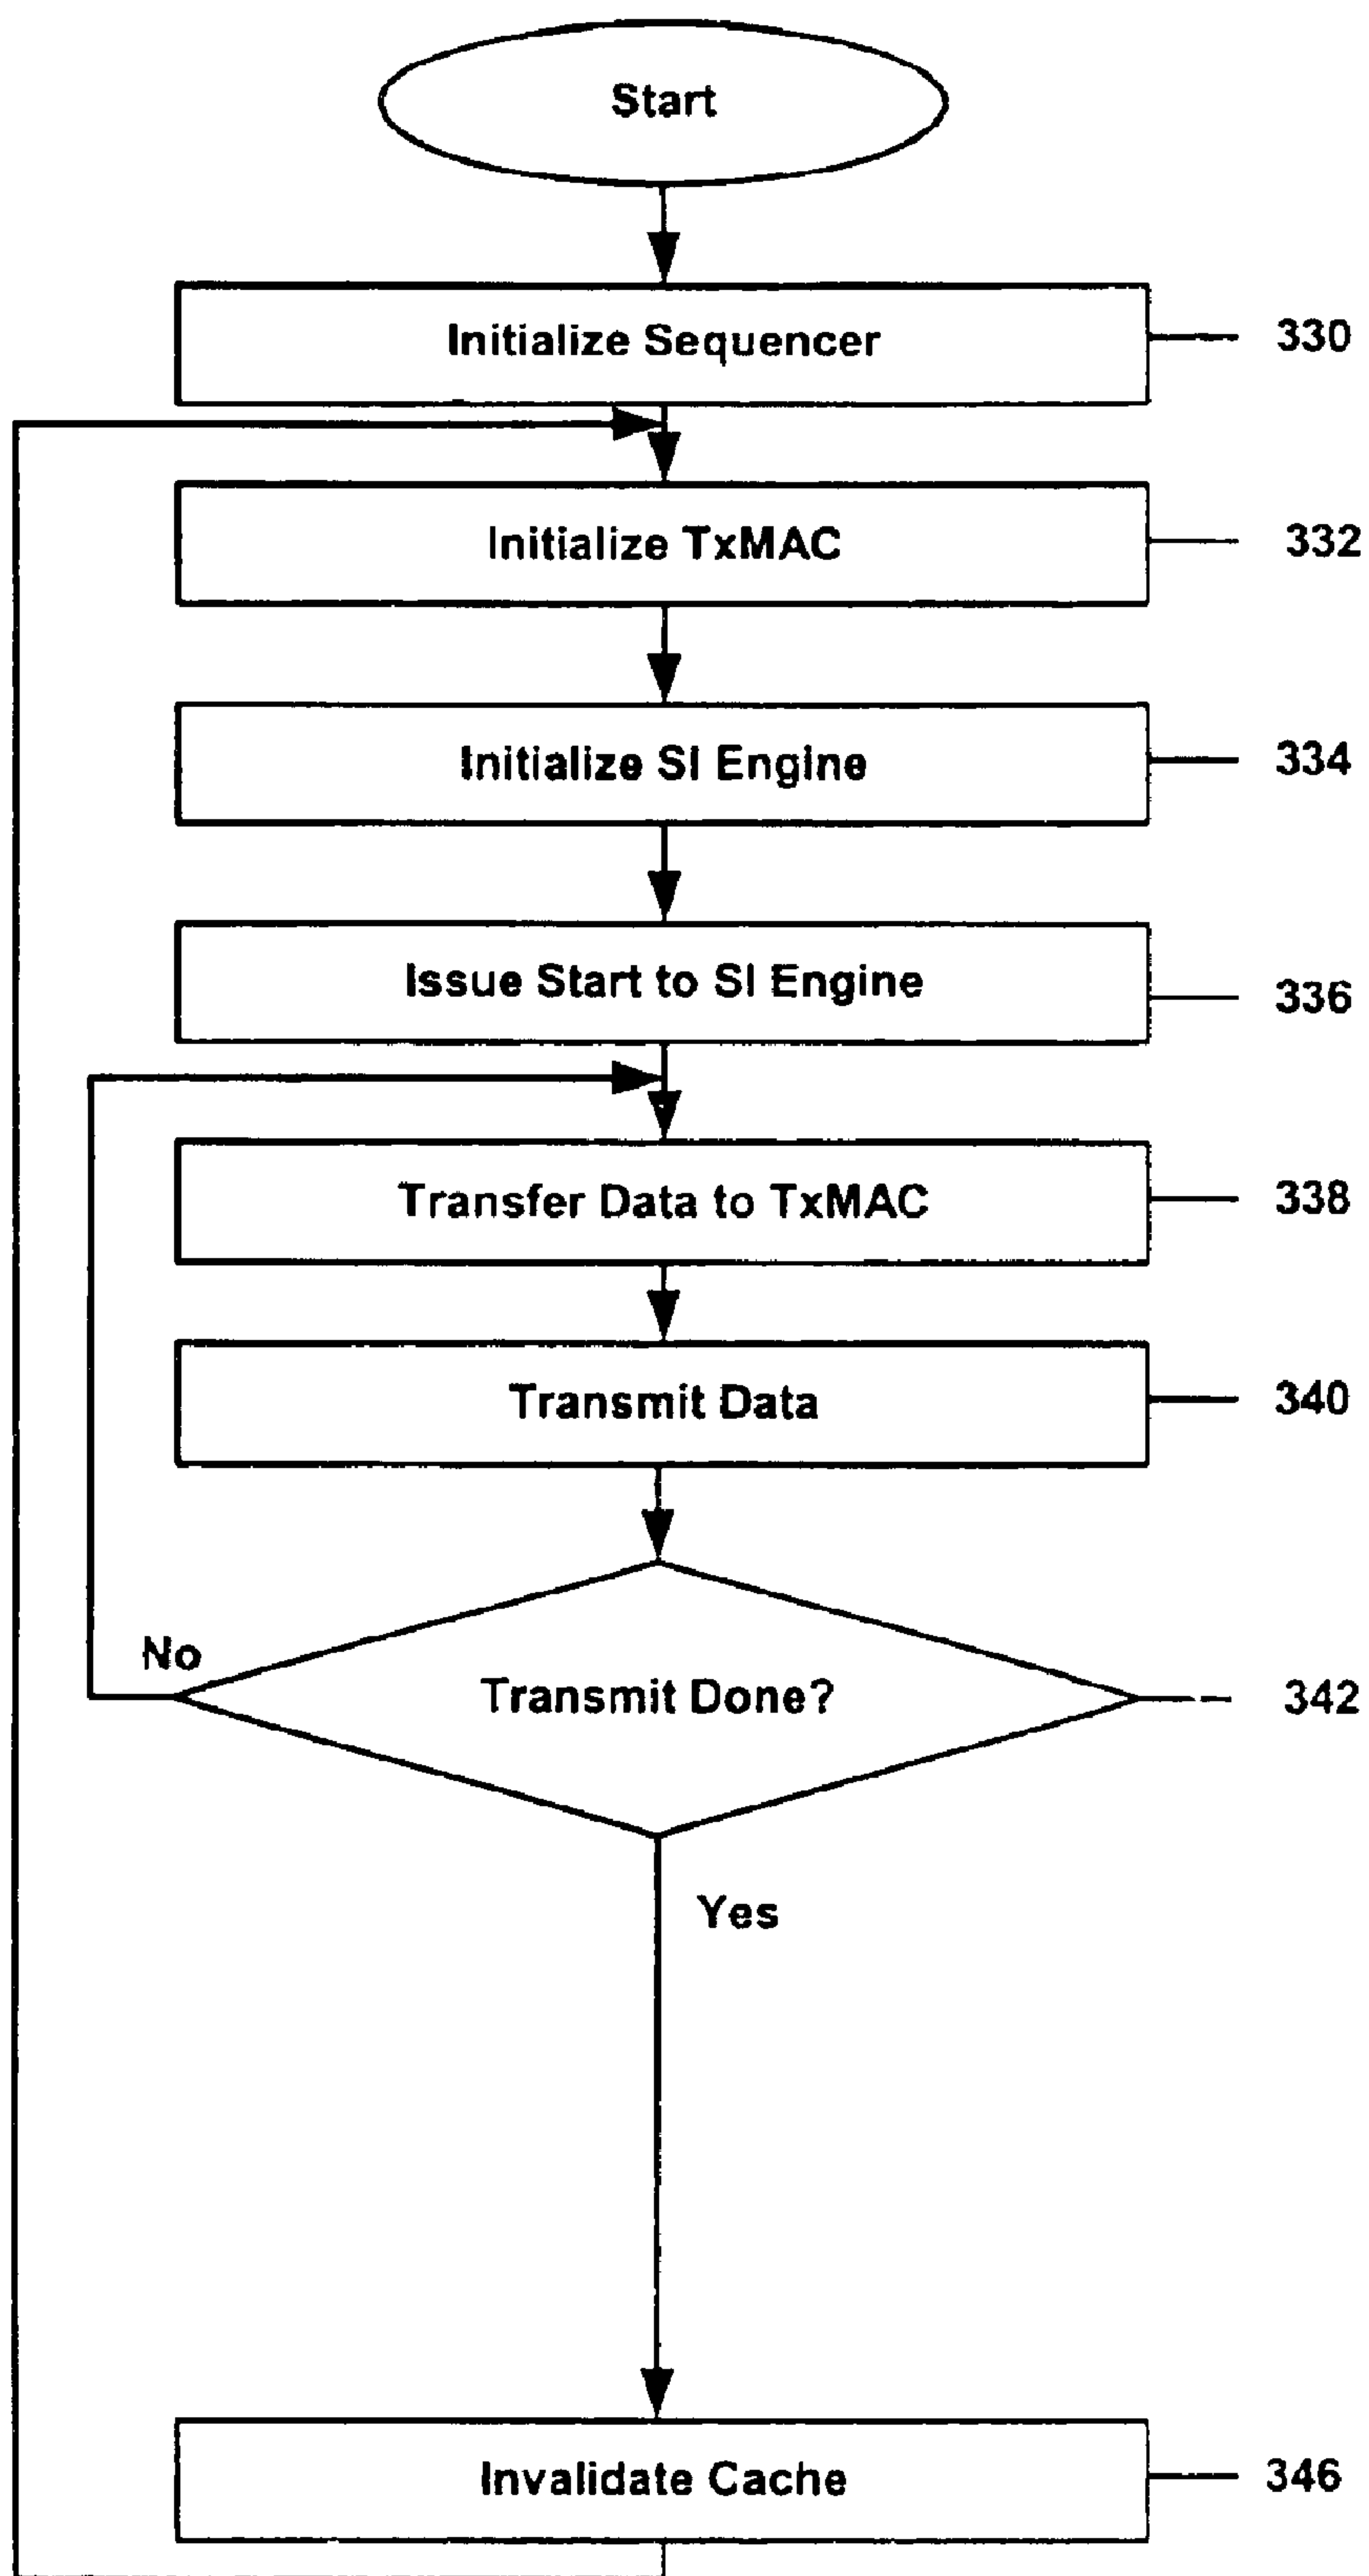 Start
Initialize Sequencer
330
Initialize TxMAC
332
Initialize SI Engine
334
Issue Start to SI Engine
336
Transfer Data to TxMAC
338
Transmit Data
340
No
Transmit Done?
342
Yes
Invalidate Cache
346